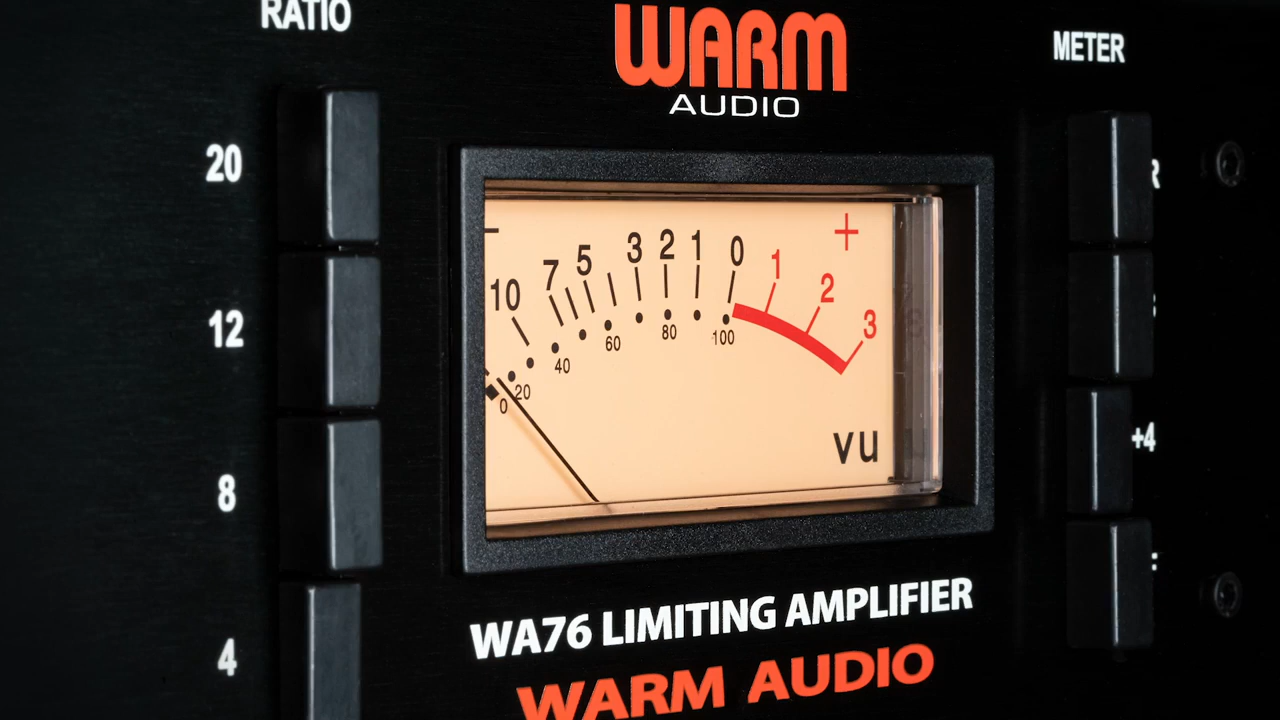 RATIO
WARM
AUDIO
METER
20
12
8
4
R
+4
- 10 7 5 3 2 1 0 1 2 3 +
0 20 40 60 80 100
vu
WA76 LIMITING AMPLIFIER
WARM AUDIO